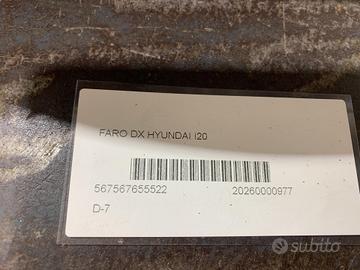 FARO DX HYUNDAI i20
567567655522 20260000977
D-7
subito